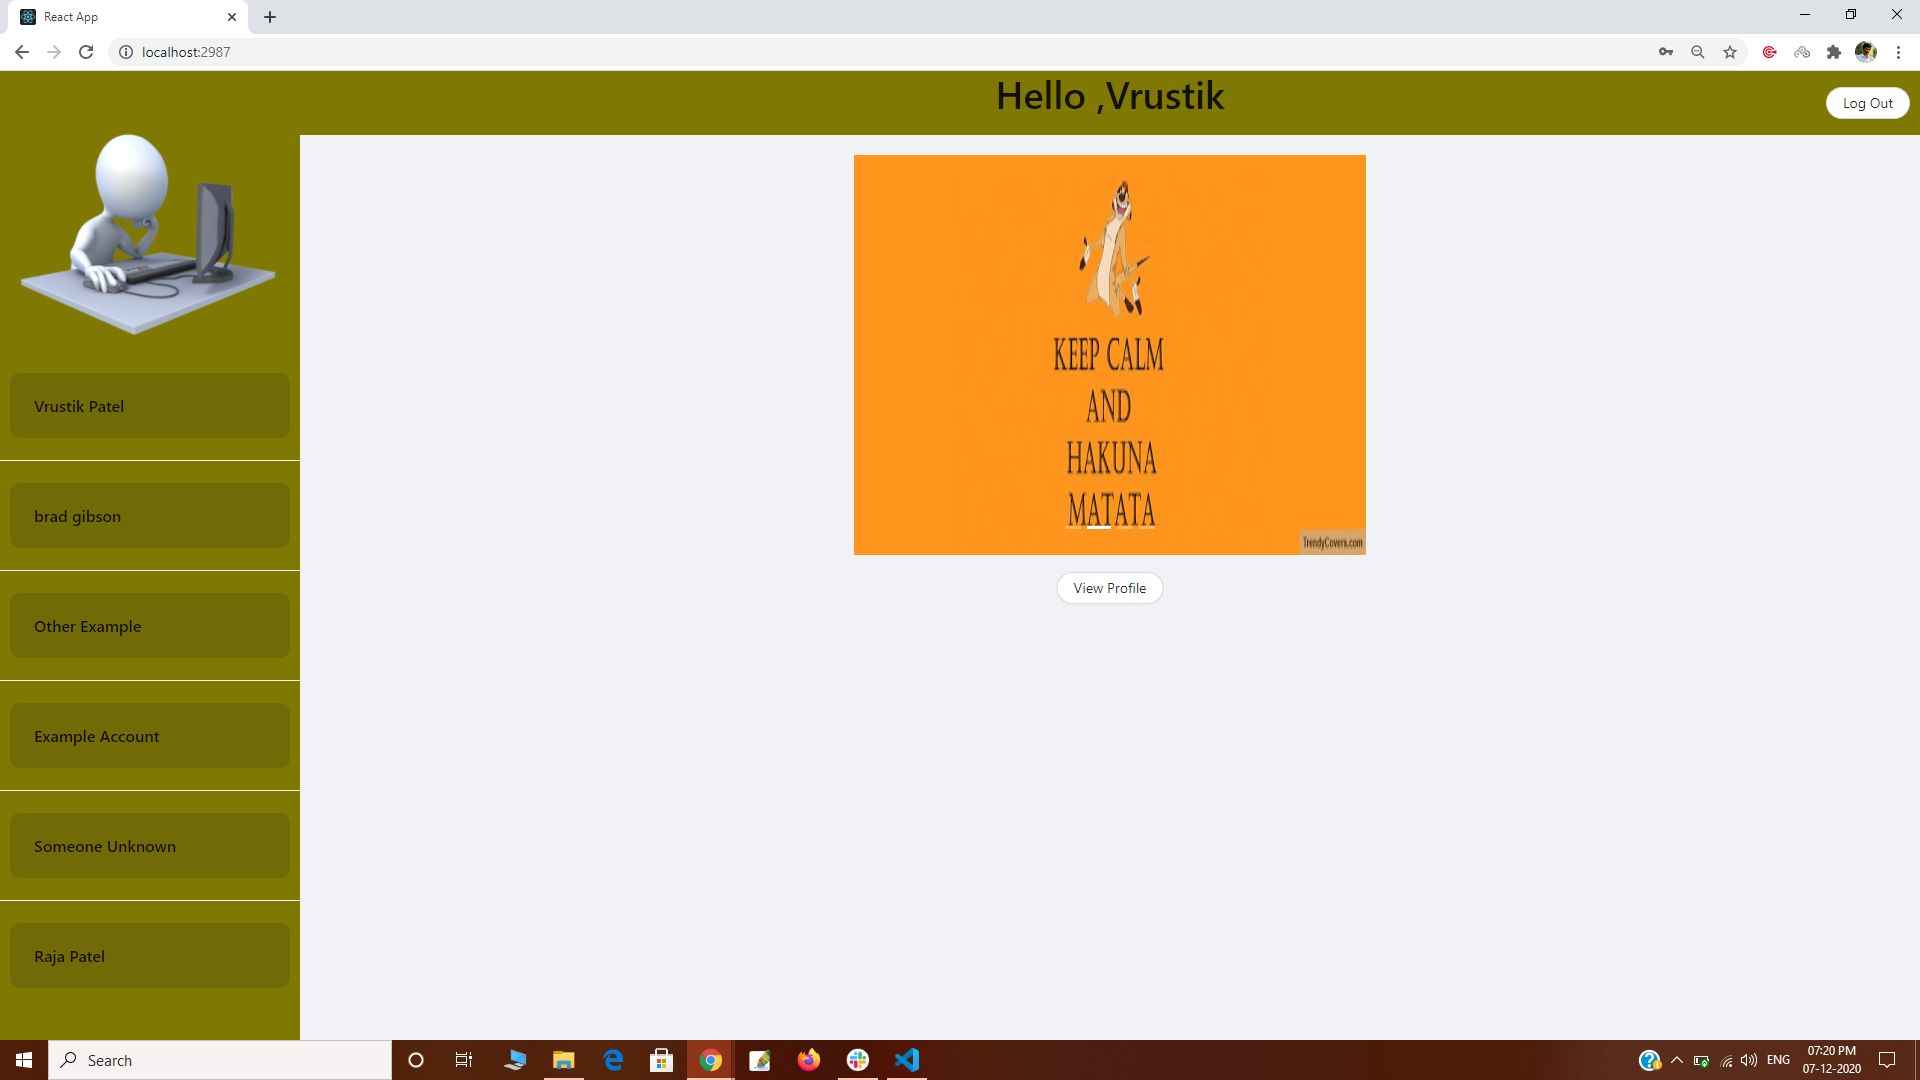 React App
localhost:2987
Hello ,Vrustik
Log Out
KEEP CALM
AND
HAKUNA
MATATA
TrendyCovers.com
View Profile
Vrustik Patel
brad gibson
Other Example
Example Account
Someone Unknown
Raja Patel
Search
ENG
07:20 PM
07-12-2020